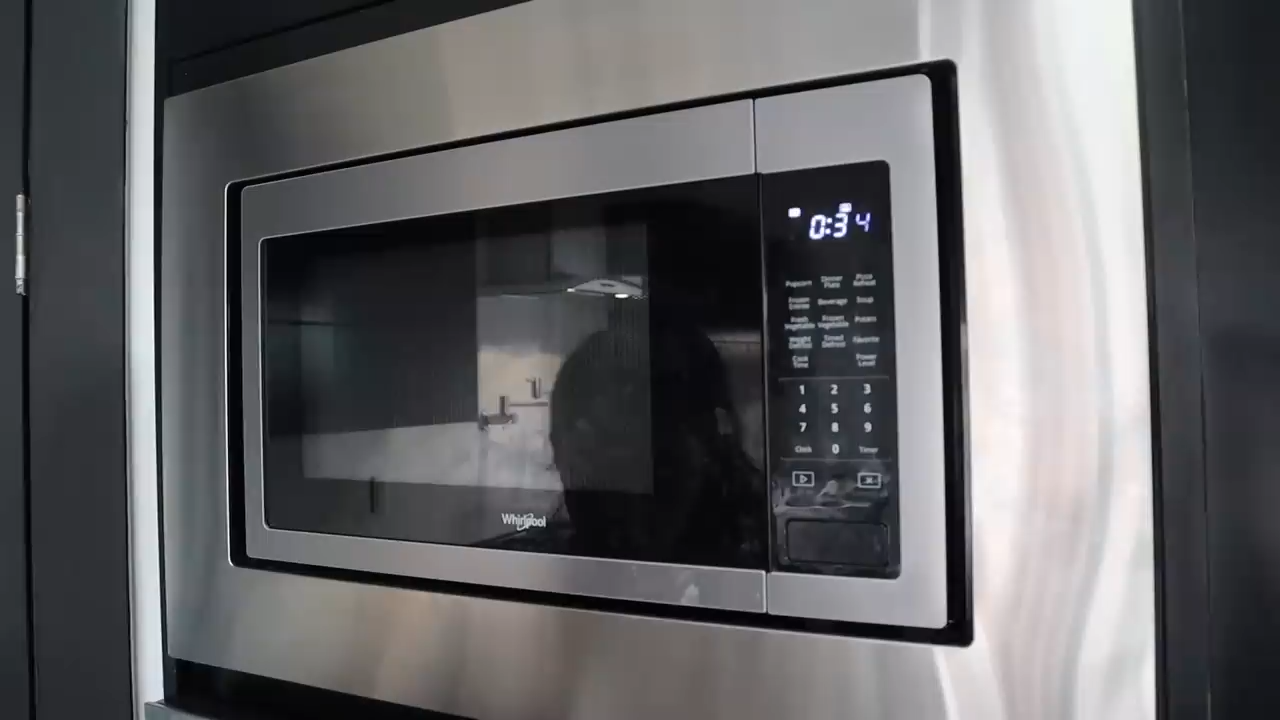 0:34
Popcorn Dinner Plate Pizza Reheat
Frozen Entree Beverage Soup
Fresh Vegetable Frozen Vegetable Potato
Weight Defrost Timed Defrost Favorite
Cook Time Power Level
1 2 3
4 5 6
7 8 9
Clock 0 Timer
Whirlpool